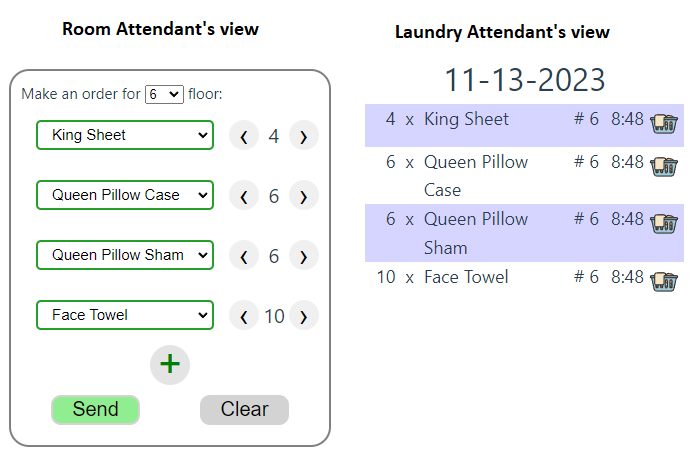 Room Attendant's view
Make an order for 6 floor:
King Sheet ‹ 4 ›
Queen Pillow Case ‹ 6 ›
Queen Pillow Sham ‹ 6 ›
Face Towel ‹ 10 ›
+
Send Clear
Laundry Attendant's view
11-13-2023
4 x King Sheet # 6 8:48
6 x Queen Pillow # 6 8:48
Case
6 x Queen Pillow # 6 8:48
Sham
10 x Face Towel # 6 8:48